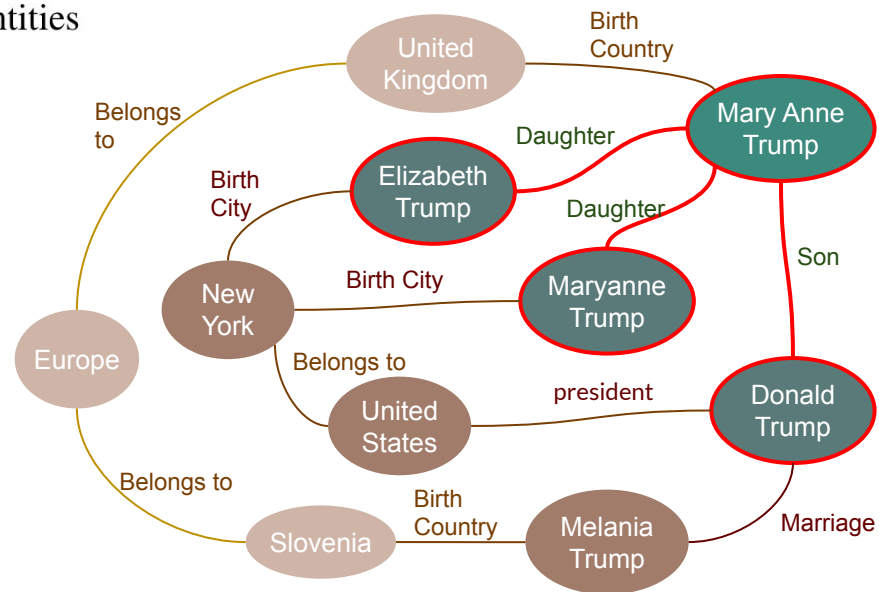 ntities
United
Kingdom
Birth
Country
Mary Anne
Trump
Belongs
to
Daughter
Elizabeth
Trump
Birth
City
Daughter
Son
New
York
Birth City
Maryanne
Trump
Europe
Belongs to
president
Donald
Trump
United
States
Belongs to
Birth
Country
Slovenia
Melania
Trump
Marriage